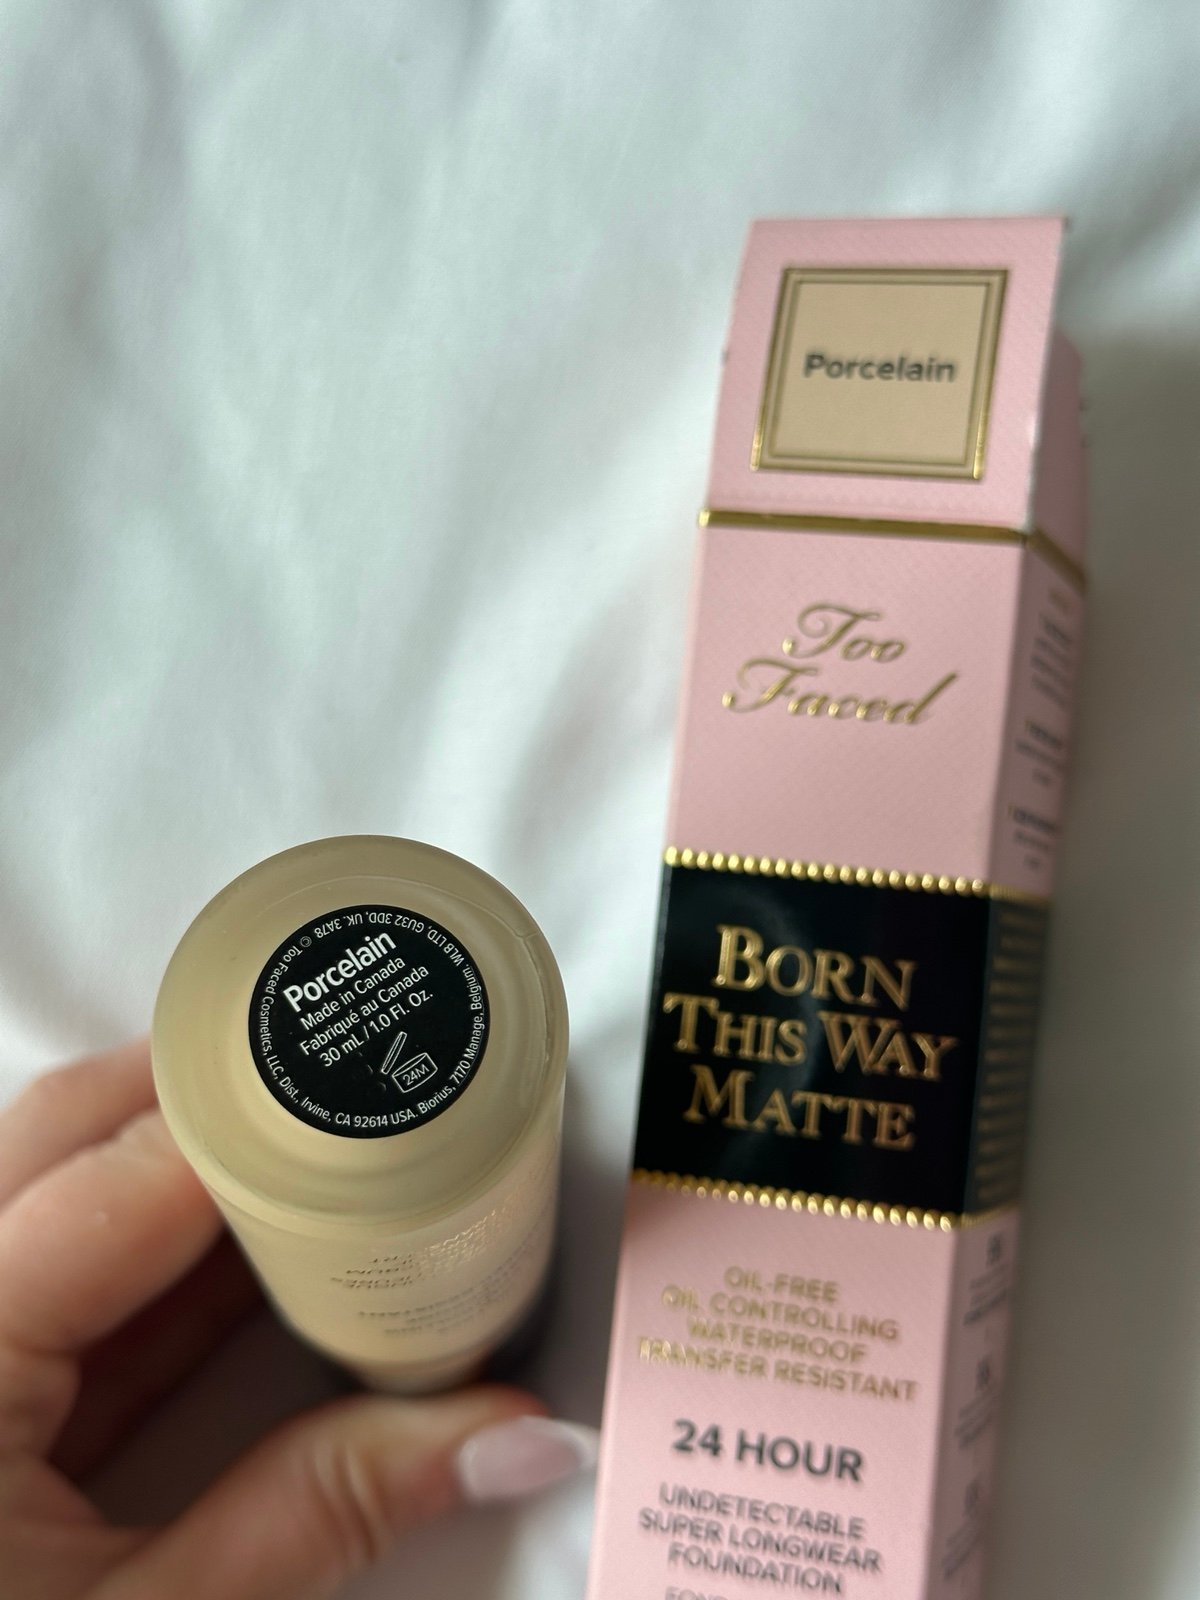 Porcelain
Too
Faced
BORN
THIS WAY
MATTE
OIL-FREE
OIL CONTROLLING
WATERPROOF
TRANSFER RESISTANT
24 HOUR
UNDETECTABLE
SUPER LONGWEAR
FOUNDATION
Porcelain
Made in Canada
Fabriqué au Canada
30 mL / 1.0 Fl. Oz.
24M
© Too Faced Cosmetics, LLC, Dist., Irvine, CA 92614 USA. Biorius, 7170 Manage, Belgium. WLB LTD, GU32 3DD, UK. 3A78